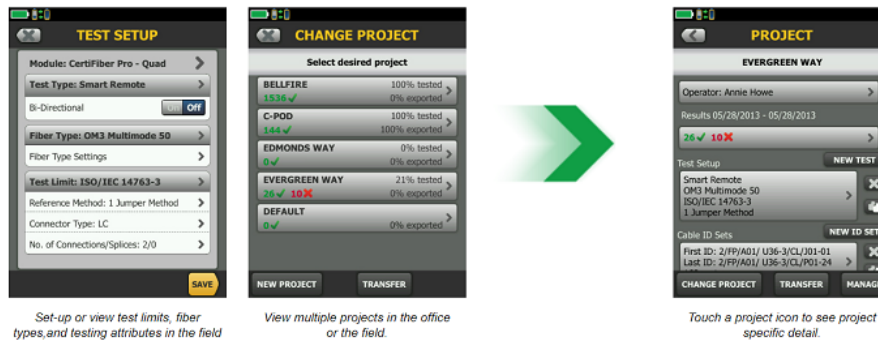 TEST SETUP
Module: CertiFiber Pro - Quad
Test Type: Smart Remote
Bi-Directional
On Off
Fiber Type: OM3 Multimode 50
Fiber Type Settings
Test Limit: ISO/IEC 14763-3
Reference Method: 1 Jumper Method
Connector Type: LC
No. of Connections/Splices: 2/0
SAVE
Set-up or view test limits, fiber
types,and testing attributes in the field
CHANGE PROJECT
Select desired project
BELLFIRE 100% tested
1536 ✓ 0% exported
C-POD 100% tested
144 ✓ 100% exported
EDMONDS WAY 0% tested
0 ✓ 0% exported
EVERGREEN WAY 21% tested
26 ✓ 10 ✗ 0% exported
DEFAULT
0 ✓ 0% exported
NEW PROJECT TRANSFER
View multiple projects in the office
or the field.
PROJECT
EVERGREEN WAY
Operator: Annie Howe
Results 05/28/2013 - 05/28/2013
26 ✓ 10 ✗
Test Setup NEW TEST
Smart Remote
OM3 Multimode 50
ISO/IEC 14763-3
1 Jumper Method
Cable ID Sets NEW ID SET
First ID: 2/FP/A01/ U36-3/CL/J01-01
Last ID: 2/FP/A01/ U36-3/CL/P01-24
CHANGE PROJECT TRANSFER MANAG
Touch a project icon to see project
specific detail.